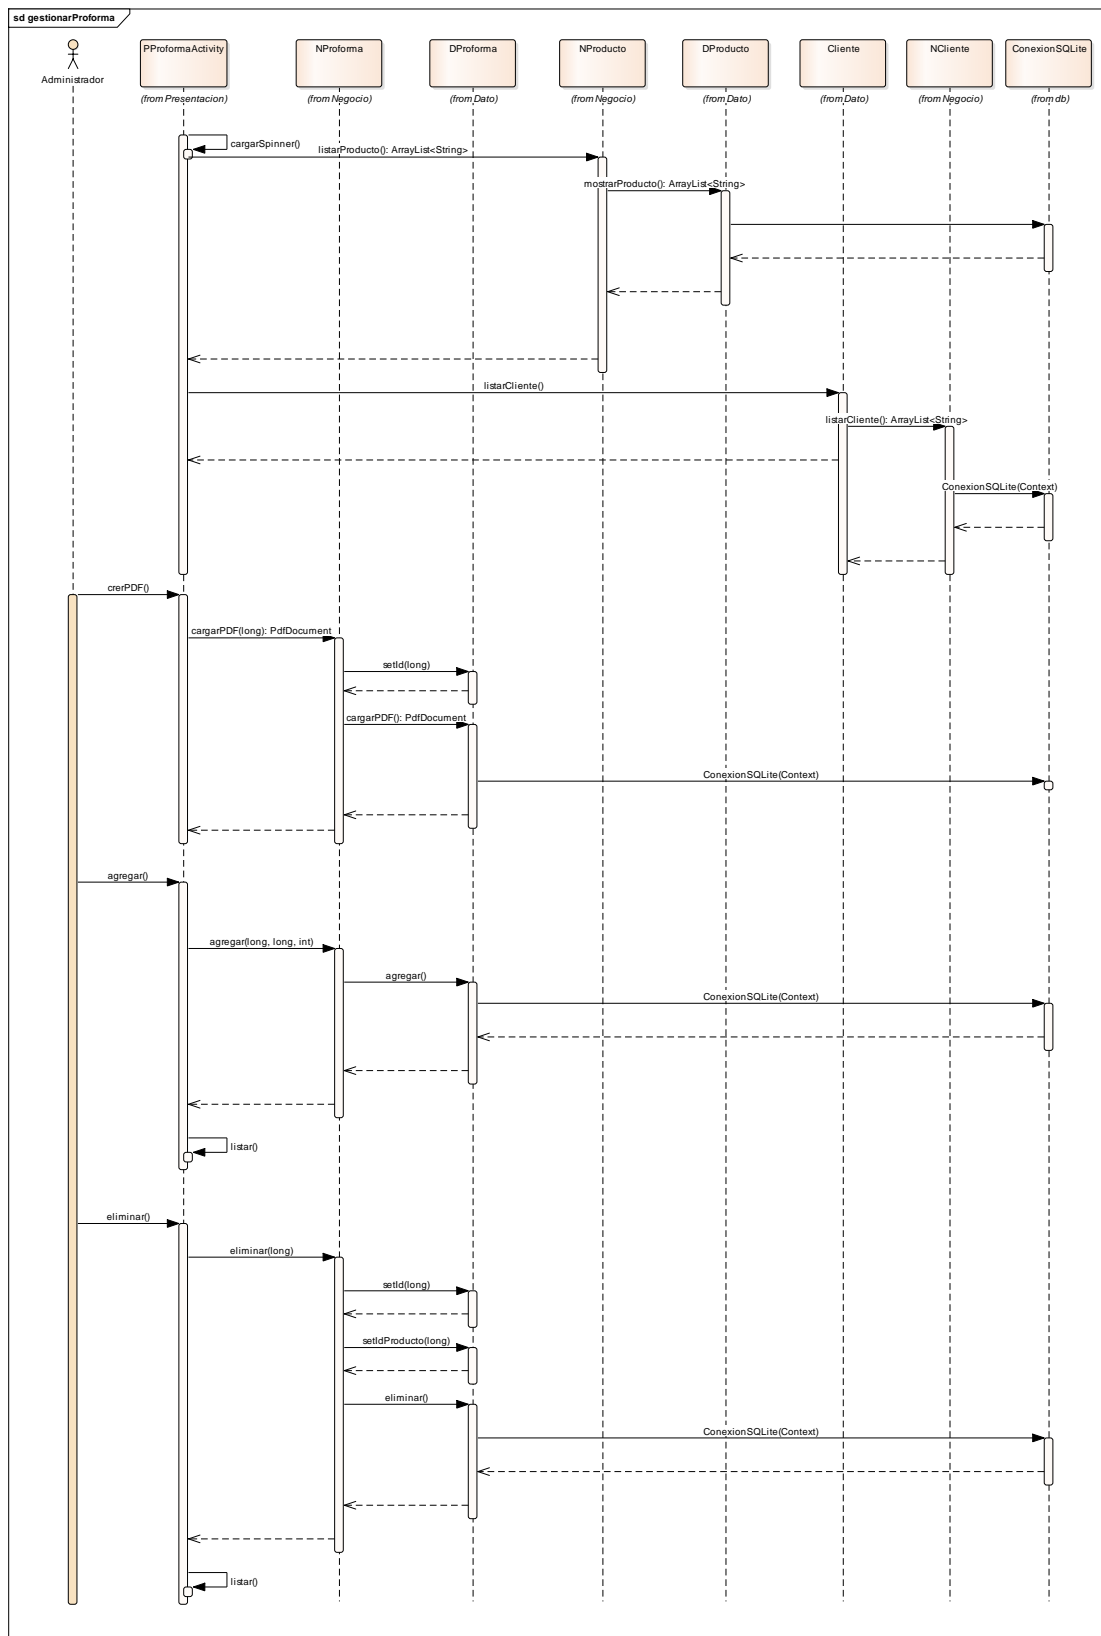 sd gestionarProforma
Administrador
PProformaActivity
(from Presentacion)
NProforma
(from Negocio)
DProforma
(from Dato)
NProducto
(from Negocio)
DProducto
(from Dato)
Cliente
(from Dato)
NCliente
(from Negocio)
ConexionSQLite
(from db)
cargarSpinner()
listarProducto(): ArrayList<String>
mostrarProducto(): ArrayList<String>
listarCliente()
listarCliente(): ArrayList<String>
ConexionSQLite(Context)
crerPDF()
cargarPDF(long): PdfDocument
setId(long)
cargarPDF(): PdfDocument
ConexionSQLite(Context)
agregar()
agregar(long, long, int)
agregar()
ConexionSQLite(Context)
listar()
eliminar()
eliminar(long)
setId(long)
setIdProducto(long)
eliminar()
ConexionSQLite(Context)
listar()